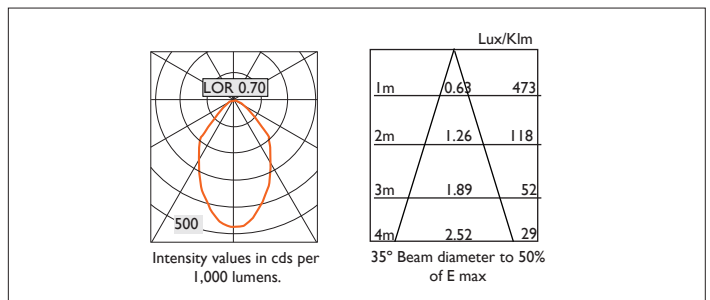 LOR 0.70
500
Intensity values in cds per
1,000 lumens.
Lux/Klm
1m 0.63 473
2m 1.26 118
3m 1.89 52
4m 2.52 29
35° Beam diameter to 50%
of E max